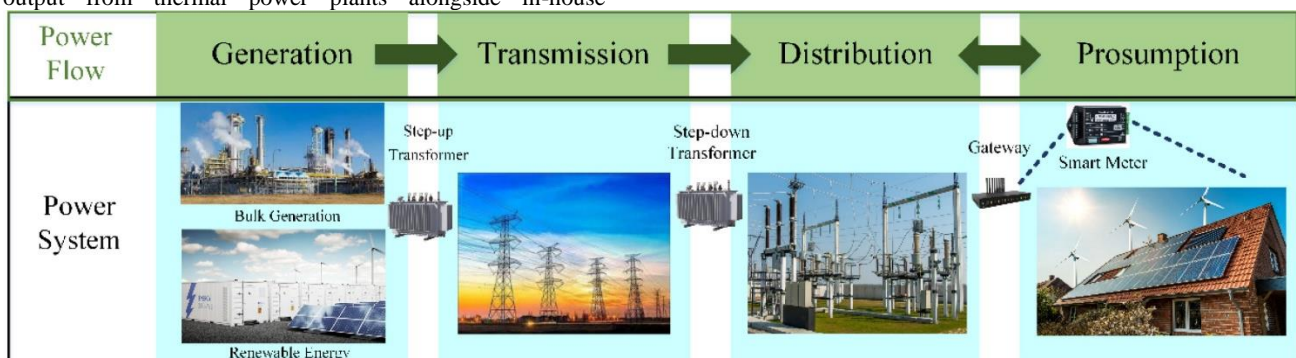 output from thermal power plants alongside in-house
Power
Flow
Generation
Transmission
Distribution
Prosumption
Power
System
Bulk Generation
Renewable Energy
Step-up
Transformer
Step-down
Transformer
Gateway
Smart Meter